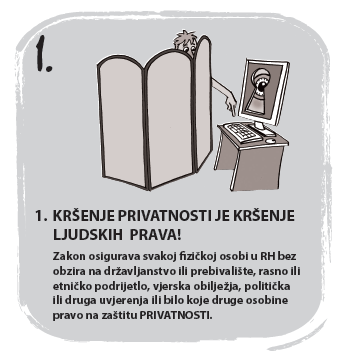 1.
1. KRŠENJE PRIVATNOSTI JE KRŠENJE
LJUDSKIH PRAVA!
Zakon osigurava svakoj fizičkoj osobi u RH bez
obzira na državljanstvo ili prebivalište, rasno ili
etničko podrijetlo, vjerska obilježja, politička
ili druga uvjerenja ili bilo koje druge osobine
pravo na zaštitu PRIVATNOSTI.